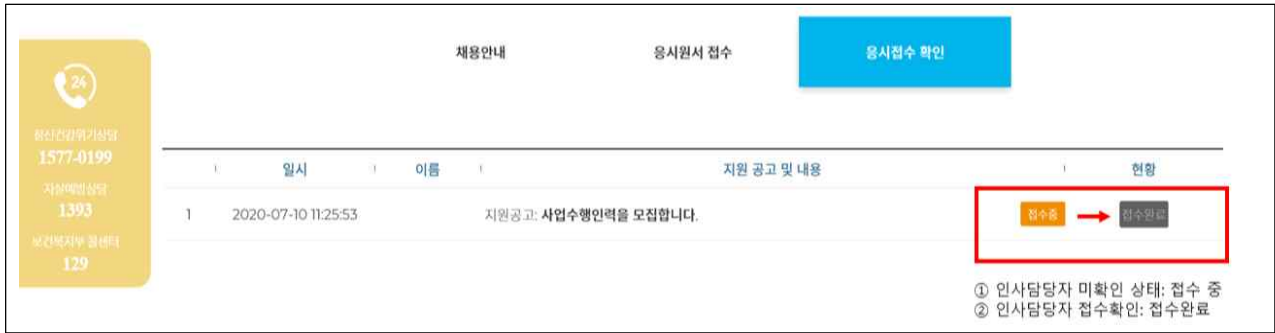 채용안내 응시원서 접수 응시접수 확인
24
정신건강위기상담
1577-0199
자살예방상담
1393
보건복지부 콜센터
129
일시 이름 지원 공고 및 내용 현황
1 2020-07-10 11:25:53 지원공고: 사업수행인력을 모집합니다. 접수중 접수완료
① 인사담당자 미확인 상태: 접수 중
② 인사담당자 접수확인: 접수완료